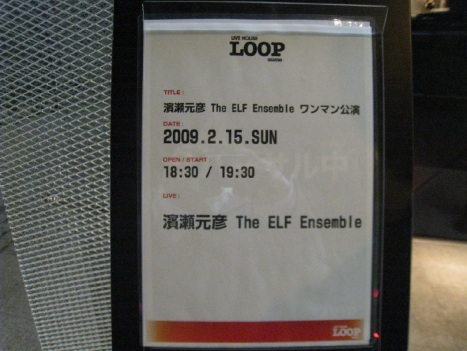 LIVE HOUSE
LOOP
TITLE :
濱瀬元彦 The ELF Ensemble ワンマン公演
DATE :
2009.2.15.SUN
OPEN / START :
18:30 / 19:30
LIVE :
濱瀬元彦 The ELF Ensemble
LOOP